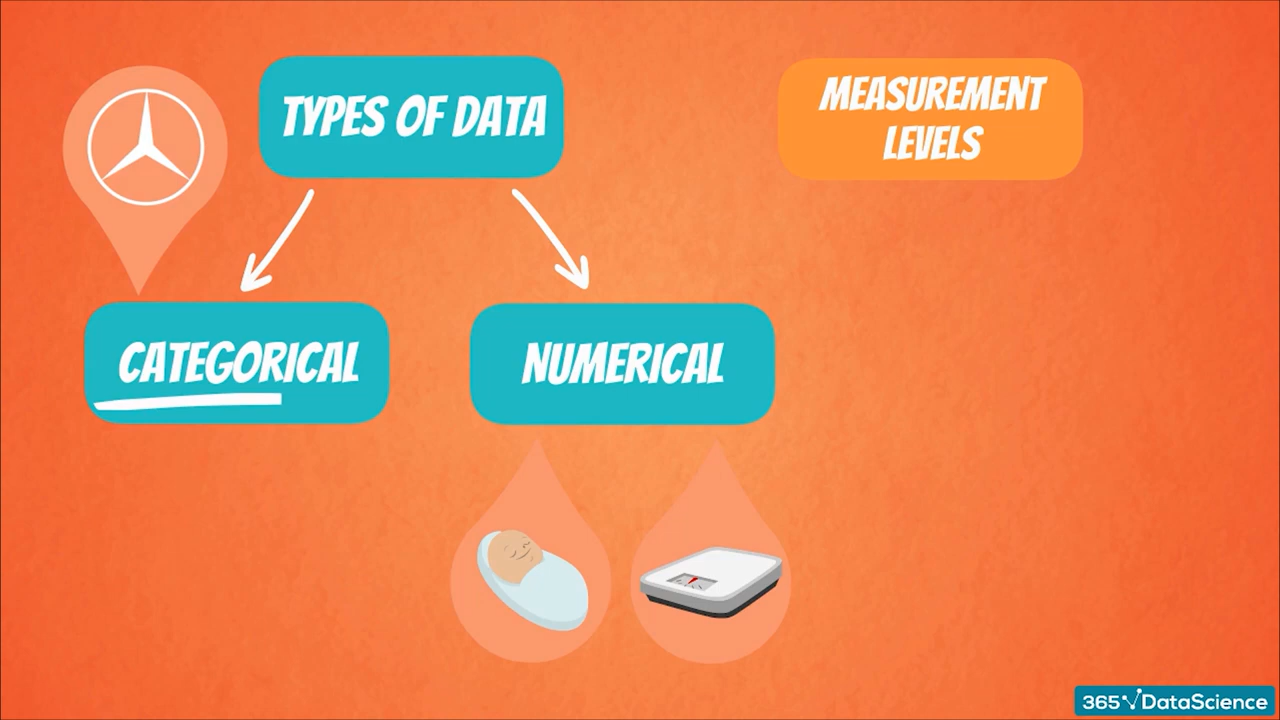 TYPES OF DATA
MEASUREMENT
LEVELS
CATEGORICAL
NUMERICAL
365 DataScience